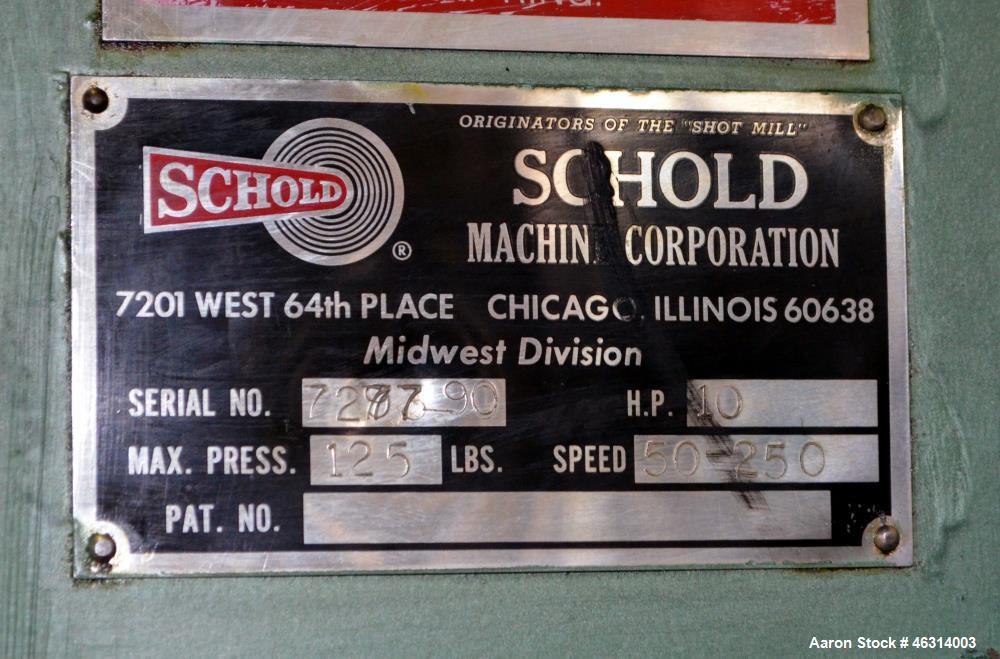 ORIGINATORS OF THE "SHOT MILL"
SCHOLD
®
SCHOLD
MACHINE CORPORATION
7201 WEST 64th PLACE CHICAGO, ILLINOIS 60638
Midwest Division
SERIAL NO. H.P. 10
MAX. PRESS. 125 LBS. SPEED 50-250
PAT. NO.
Aaron Stock # 46314003